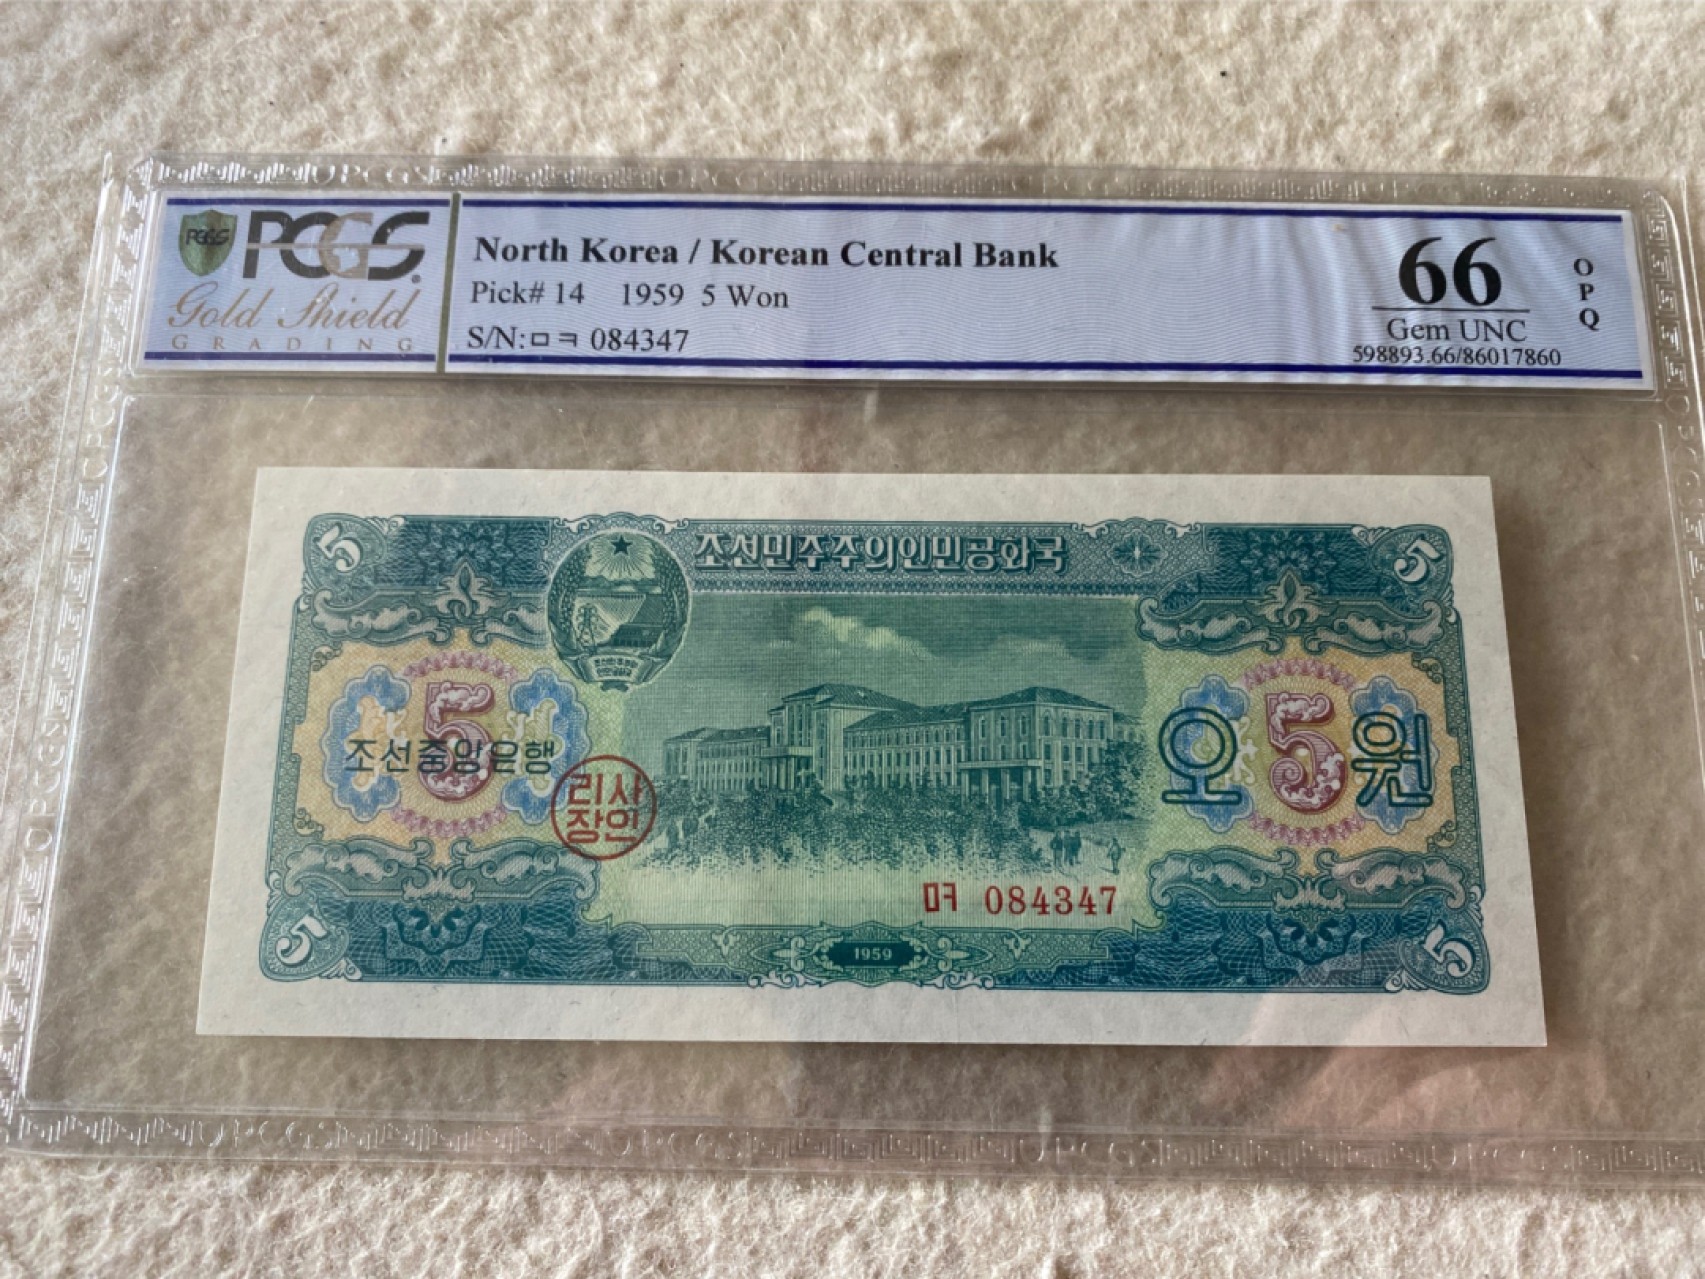 PCGS
PCGS
Gold Shield
GRADING
North Korea / Korean Central Bank
Pick# 14 1959 5 Won
S/N:ㅁㅋ 084347
66
Gem UNC
598893.66/86017860
OPQ
5
조선민주주의인민공화국
5
5
조선중앙은행
리사
장인
오
5
원
ㅁㅋ 084347
5
1959
5